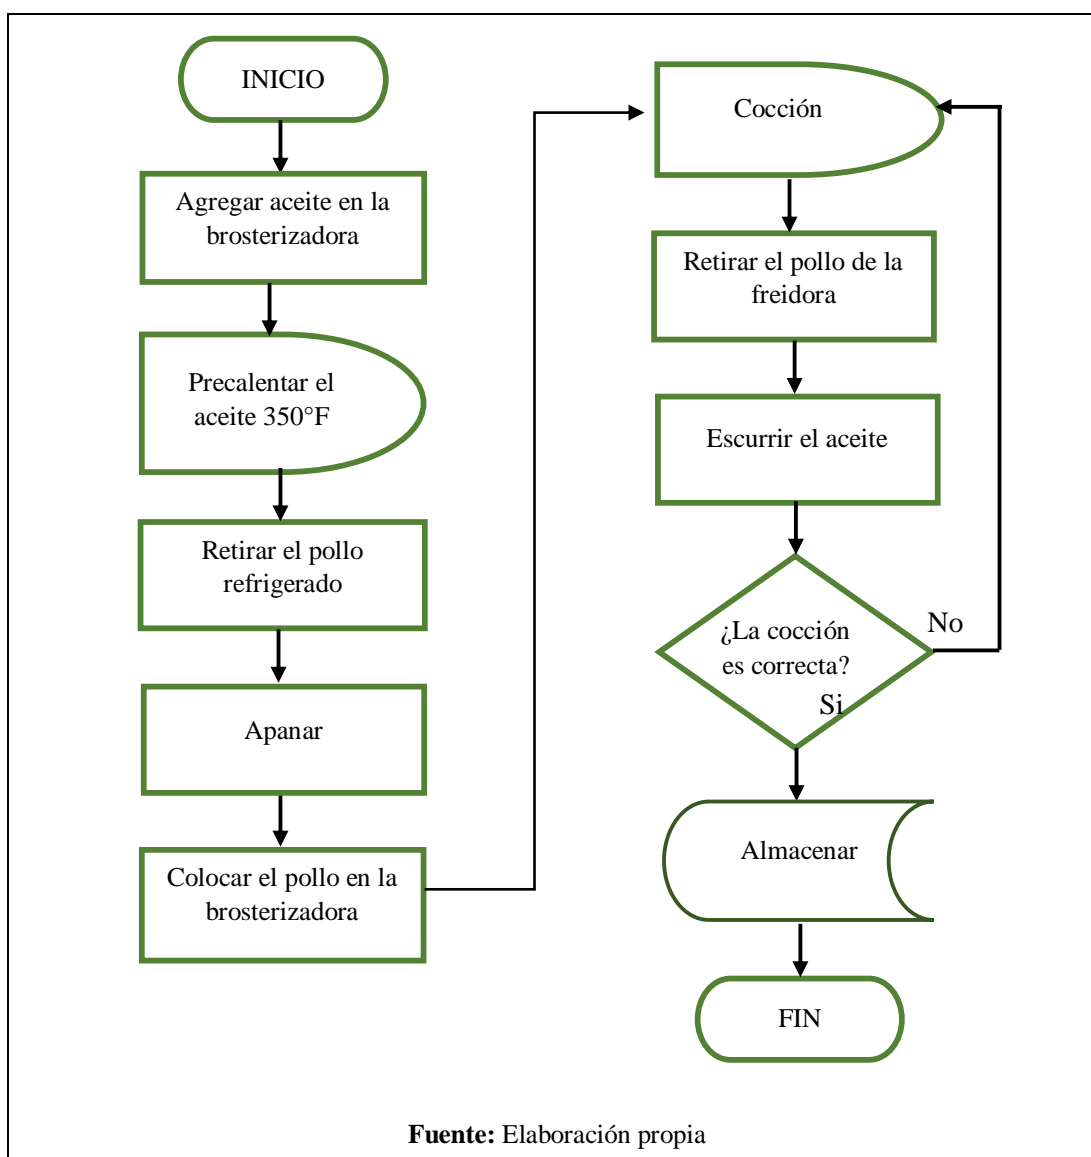 INICIO
Agregar aceite en la
brosterizadora
Precalentar el
aceite 350°F
Retirar el pollo
refrigerado
Apanar
Colocar el pollo en la
brosterizadora
Cocción
Retirar el pollo de la
freidora
Escurrir el aceite
¿La cocción
es correcta?
No
Si
Almacenar
FIN
Fuente: Elaboración propia